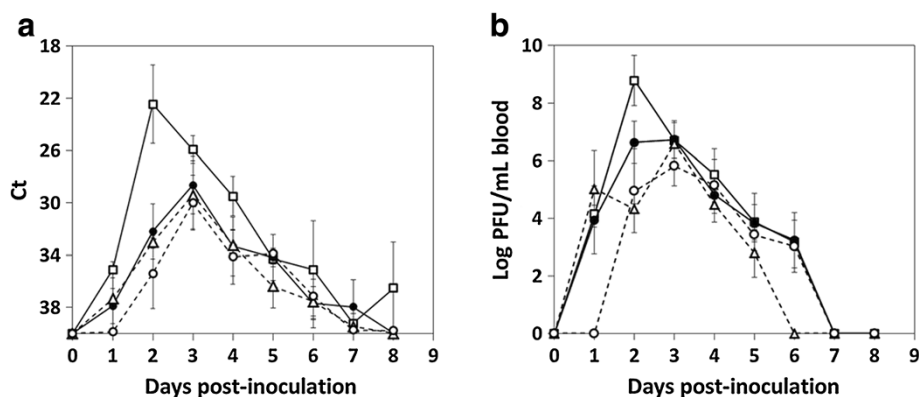 a
Ct
18
22
26
30
34
38
0 1 2 3 4 5 6 7 8 9
Days post-inoculation
b
Log PFU/mL blood
10
8
6
4
2
0
0 1 2 3 4 5 6 7 8 9
Days post-inoculation